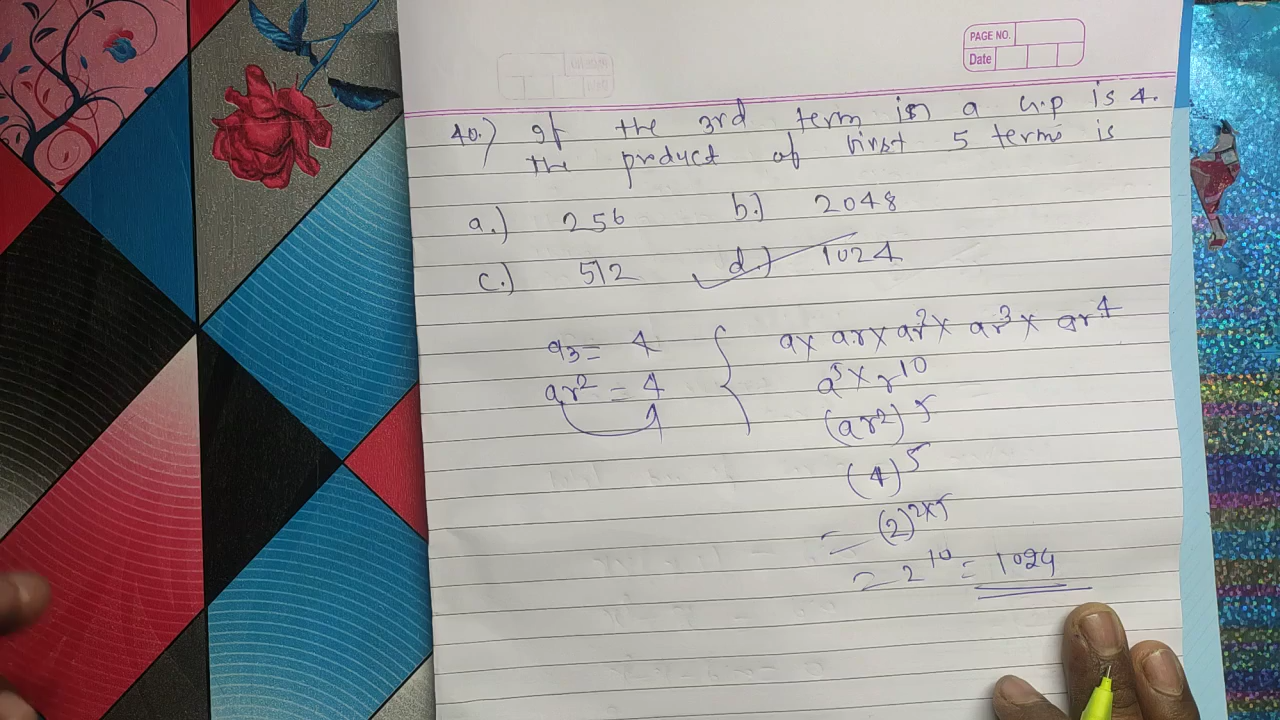 PAGE NO.
Date
40.) If the 3rd term in a G.P is 4.
the product of first 5 terms is
a.) 256 b.) 2048
c.) 512 d.) 1024
a₃ = 4
ar² = 4
a× ar× ar²× ar³× ar⁴
a⁵ × r¹⁰
(ar²)⁵
(4)⁵
= (2)²ˣ⁵
= 2¹⁰ = 1024